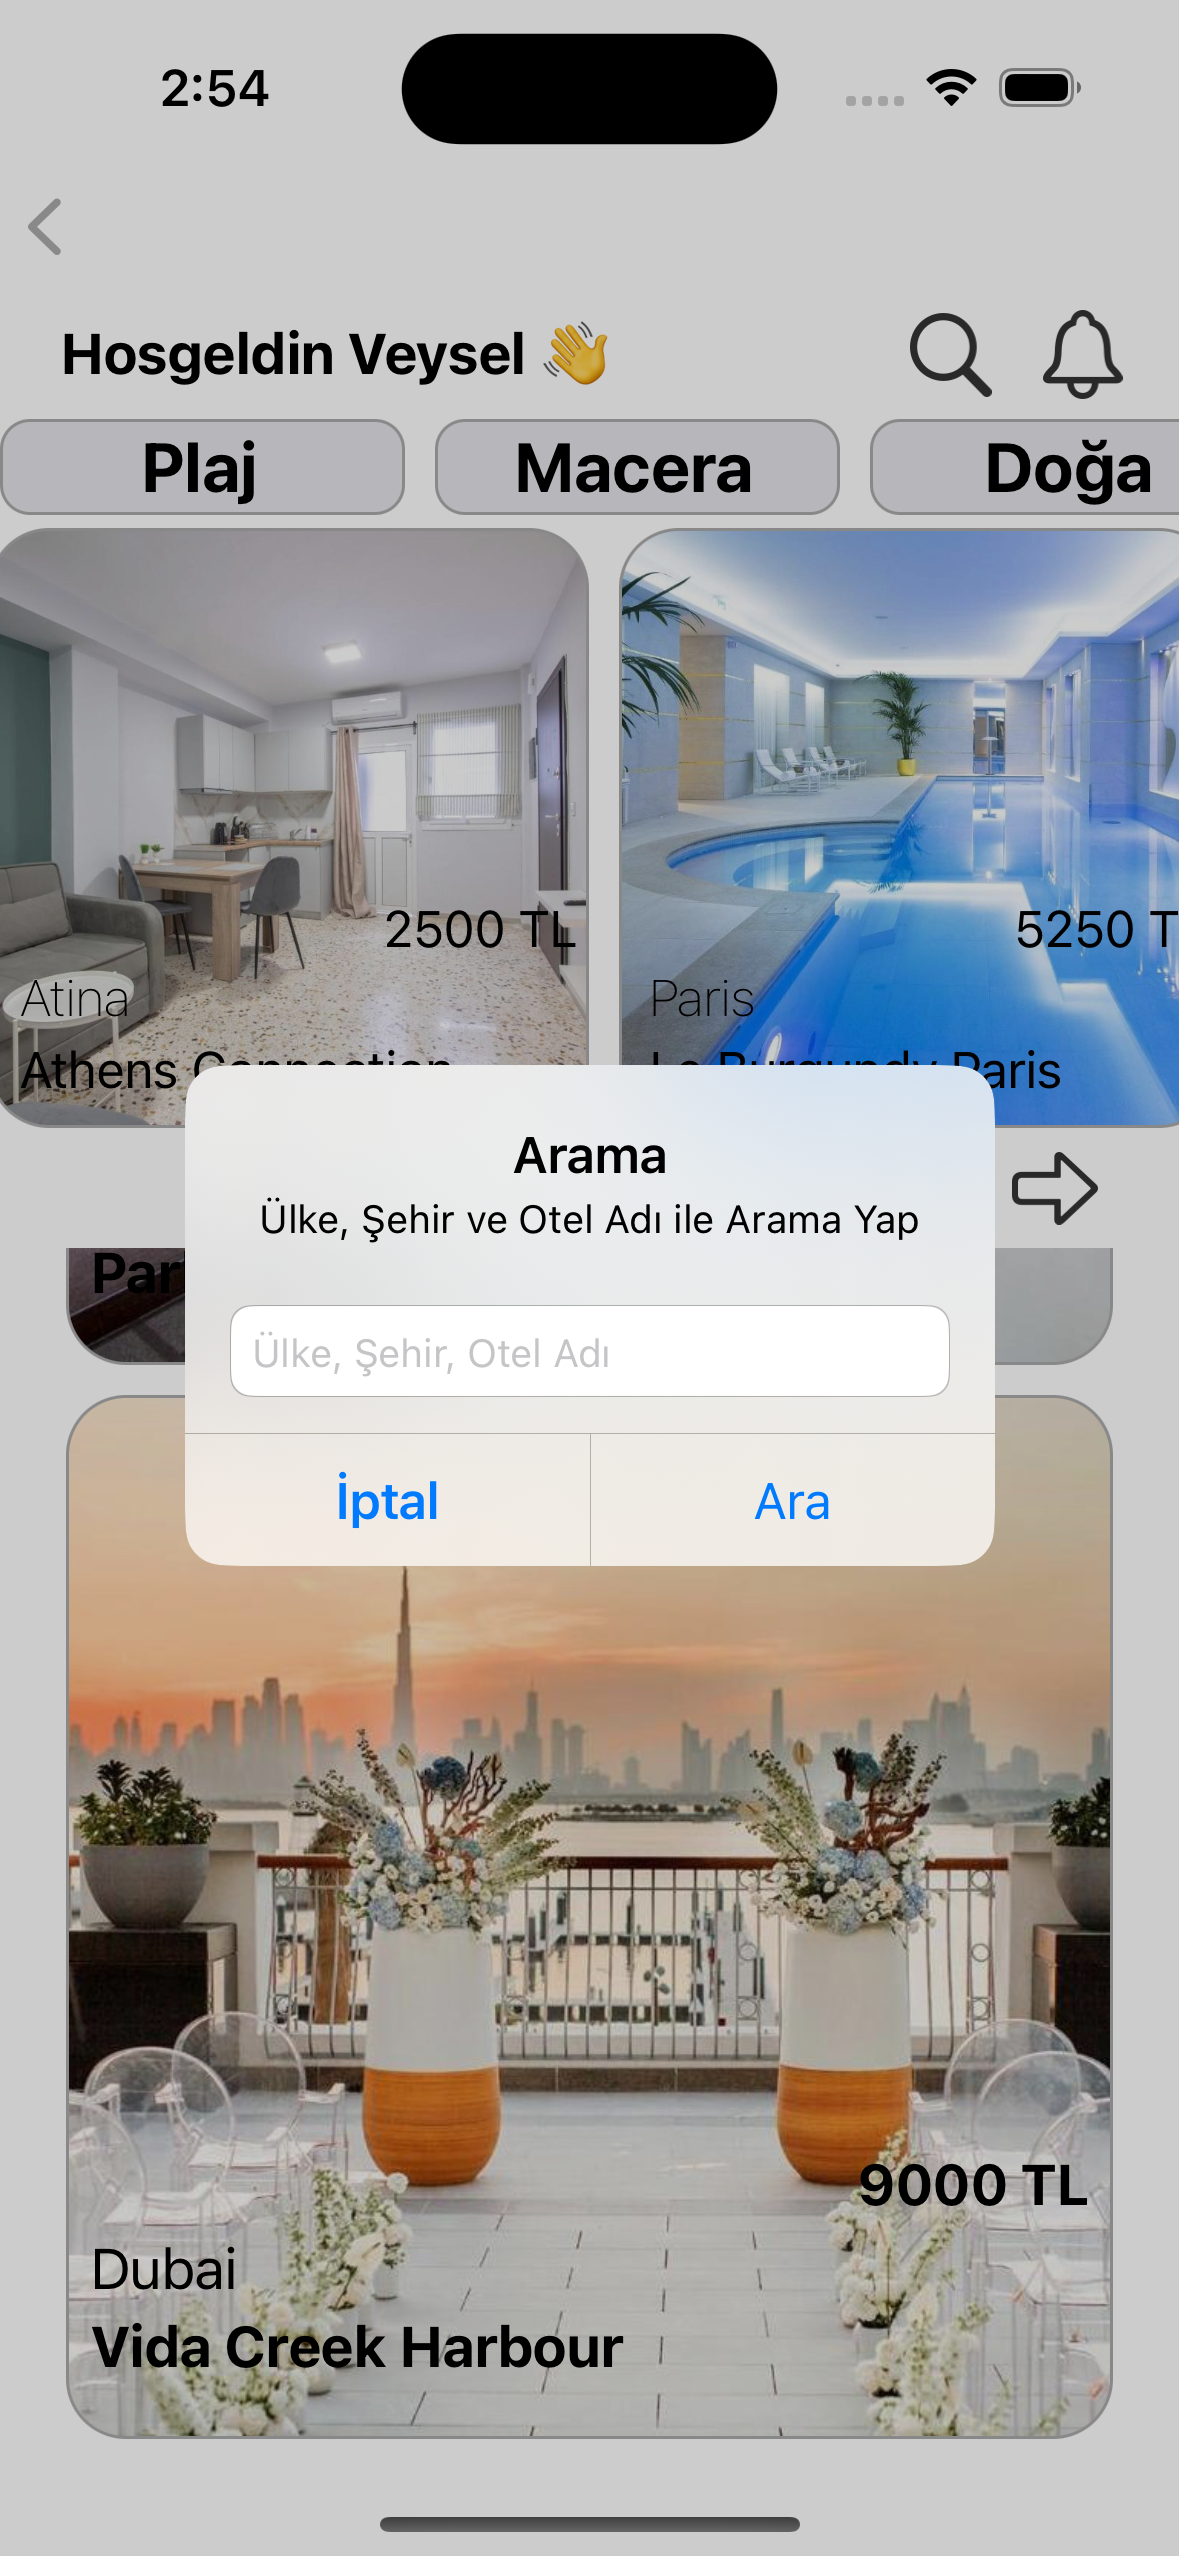 2:54
Hosgeldin Veysel 👋
Plaj
Macera
Doğa
2500 TL
5250 T
Atina
Paris
Athens Connection
Le Burgundy Paris
Arama
Ülke, Şehir ve Otel Adı ile Arama Yap
Par
Ülke, Şehir, Otel Adı
İptal
Ara
9000 TL
Dubai
Vida Creek Harbour